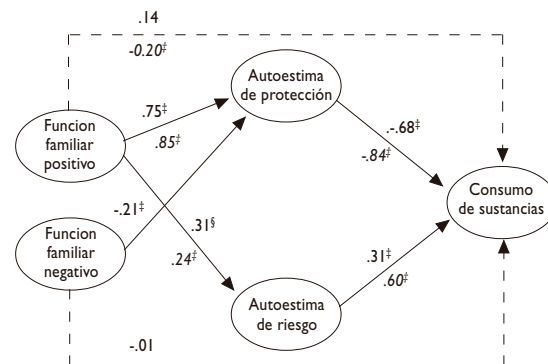 .14
-0.20‡
Autoestima
de protección
.75‡
.85‡
Funcion
familiar
positivo
.-.68‡
-.84‡
Consumo
de sustancias
-.21‡
.31§
.24‡
Funcion
familiar
negativo
.31‡
.60‡
Autoestima
de riesgo
-.01